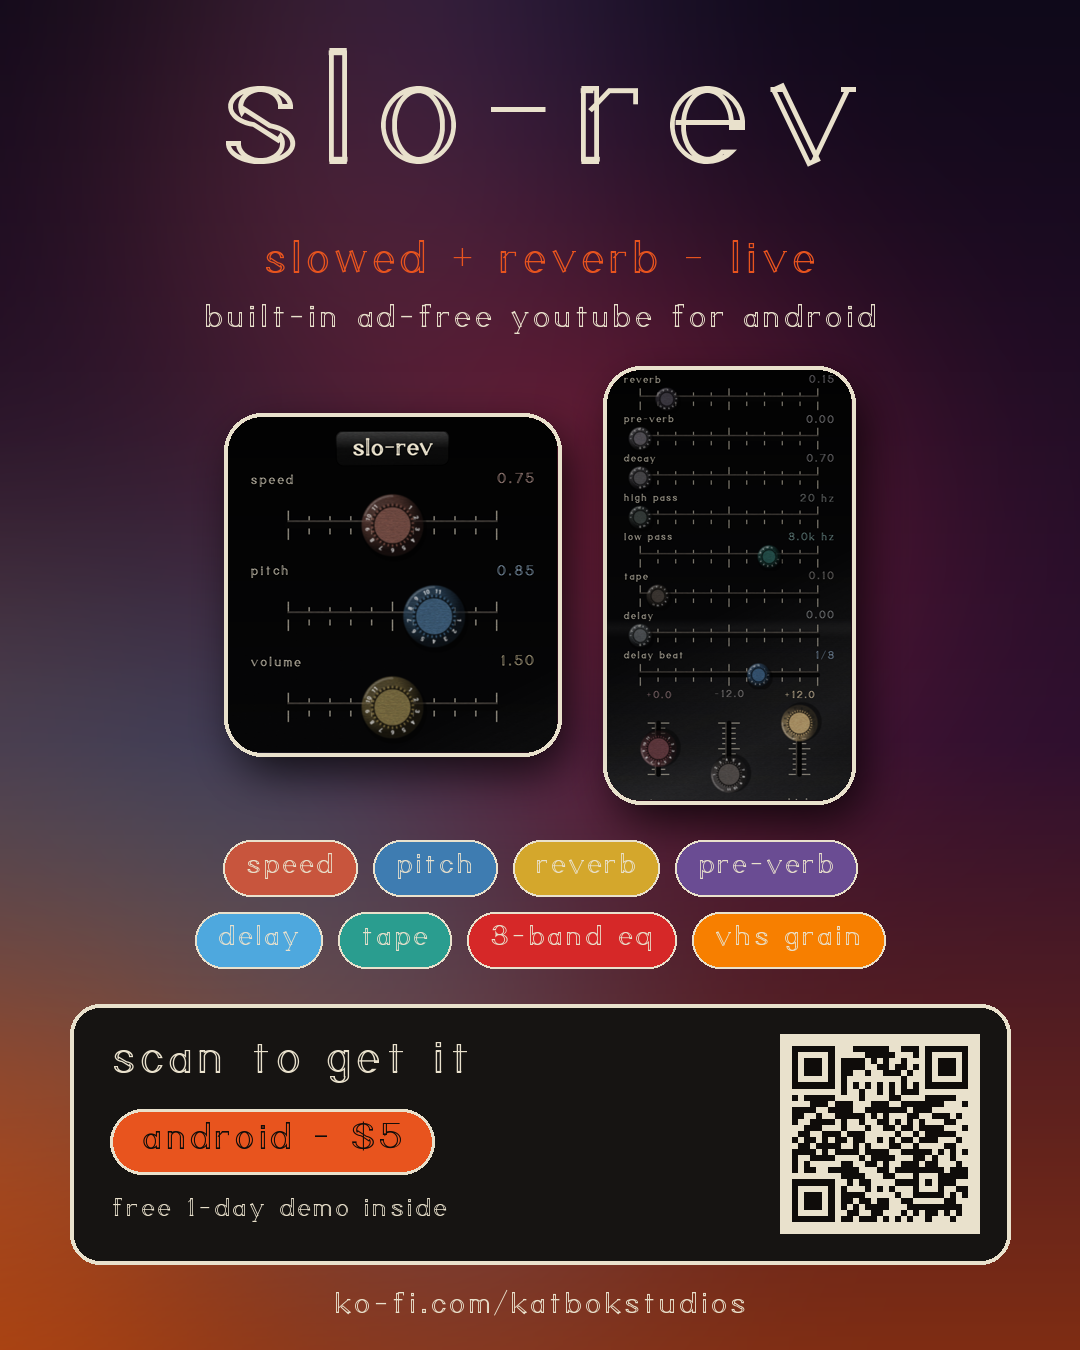 slo-rev
slowed + reverb - live
built-in ad-free youtube for android
slo-rev
speed 0.75
pitch 0.85
volume 1.50
reverb 0.15
pre-verb 0.00
decay 0.70
high pass 20 hz
low pass 8.0k hz
tape 0.10
delay 0.00
delay beat 1/8
+0.0 -12.0 +12.0
speed pitch reverb pre-verb
delay tape 3-band eq vhs grain
scan to get it
android - $5
free 1-day demo inside
ko-fi.com/katbokstudios